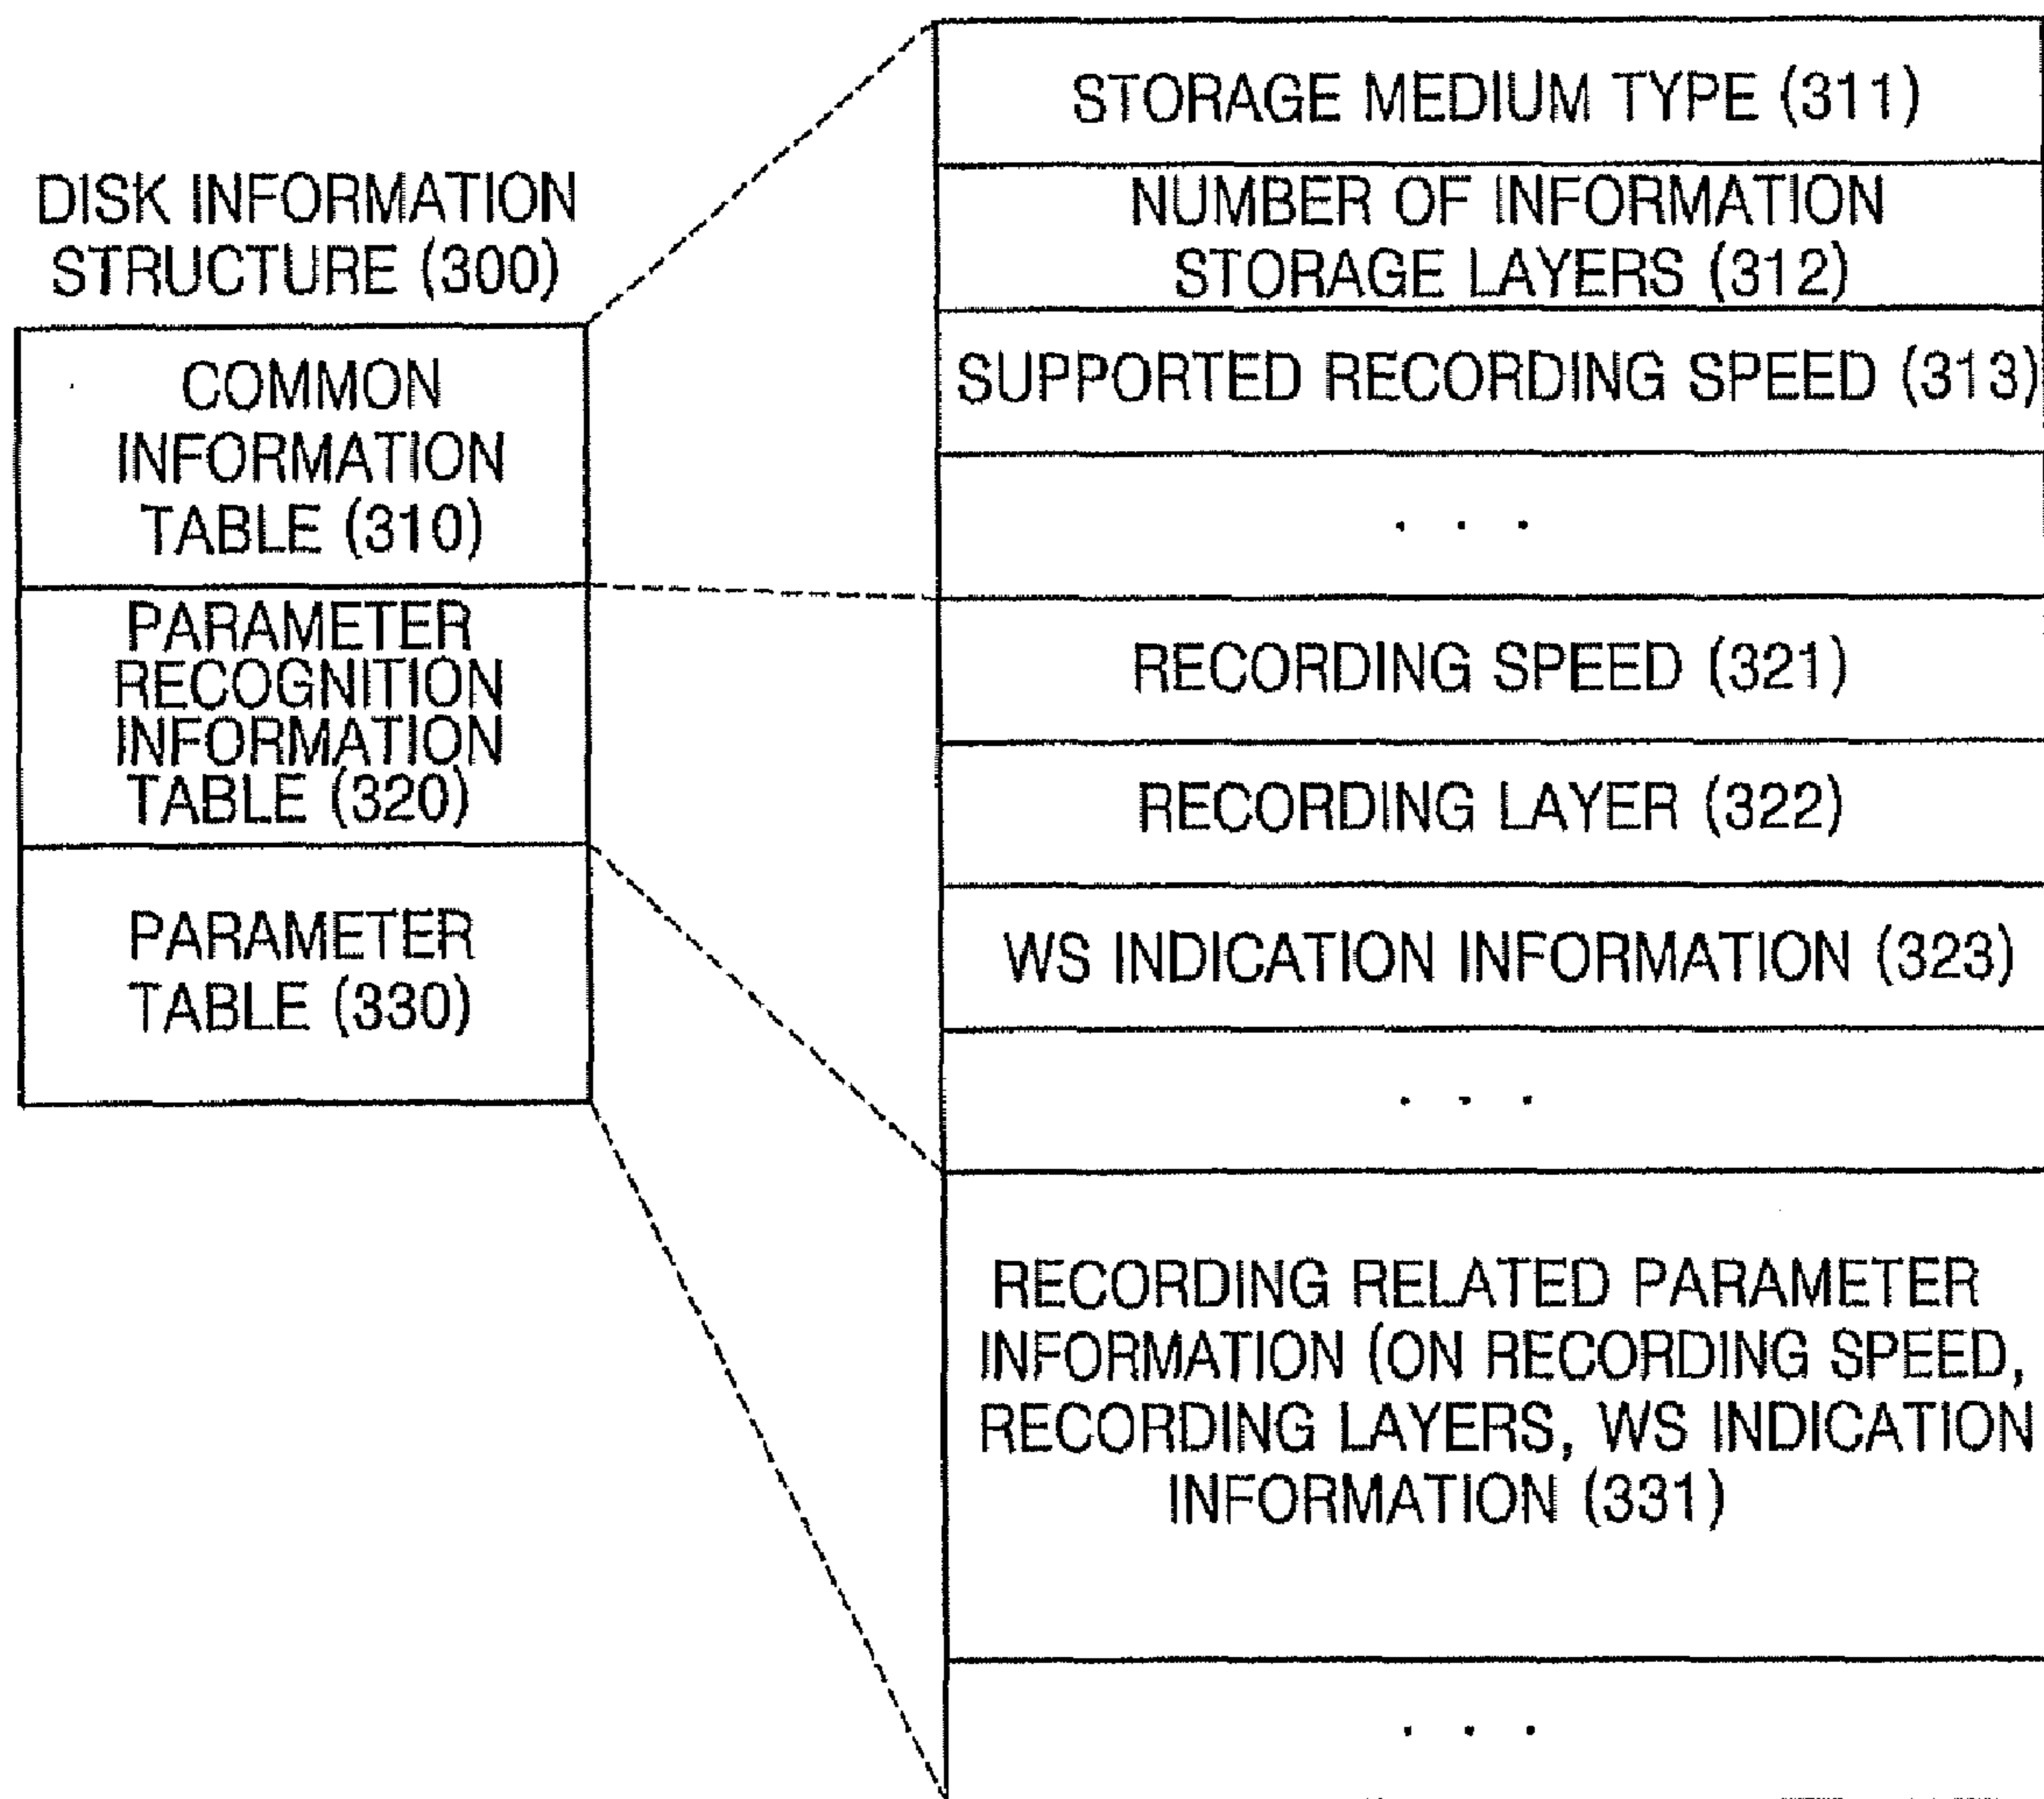 DISK INFORMATION
STRUCTURE (300)
COMMON
INFORMATION
TABLE (310)
PARAMETER
RECOGNITION
INFORMATION
TABLE (320)
PARAMETER
TABLE (330)
STORAGE MEDIUM TYPE (311)
NUMBER OF INFORMATION
STORAGE LAYERS (312)
SUPPORTED RECORDING SPEED (313)
. . .
RECORDING SPEED (321)
RECORDING LAYER (322)
WS INDICATION INFORMATION (323)
. . .
RECORDING RELATED PARAMETER
INFORMATION (ON RECORDING SPEED,
RECORDING LAYERS, WS INDICATION
INFORMATION (331)
. . .